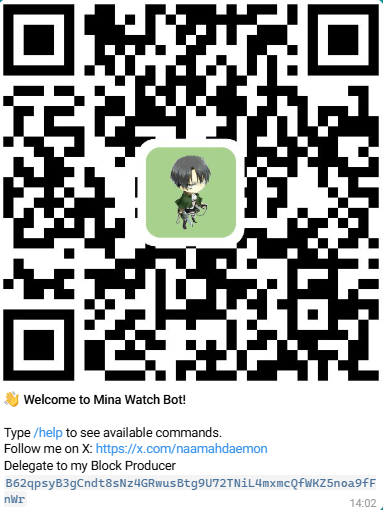 👋 Welcome to Mina Watch Bot!
Type /help to see available commands.
Follow me on X: https://x.com/naamahdaemon
Delegate to my Block Producer
B62qpsyB3gCndt8sNz4GRwusBtg9U72TNiL4mxmcQfWKZ5noa9fF
nWr
14:02